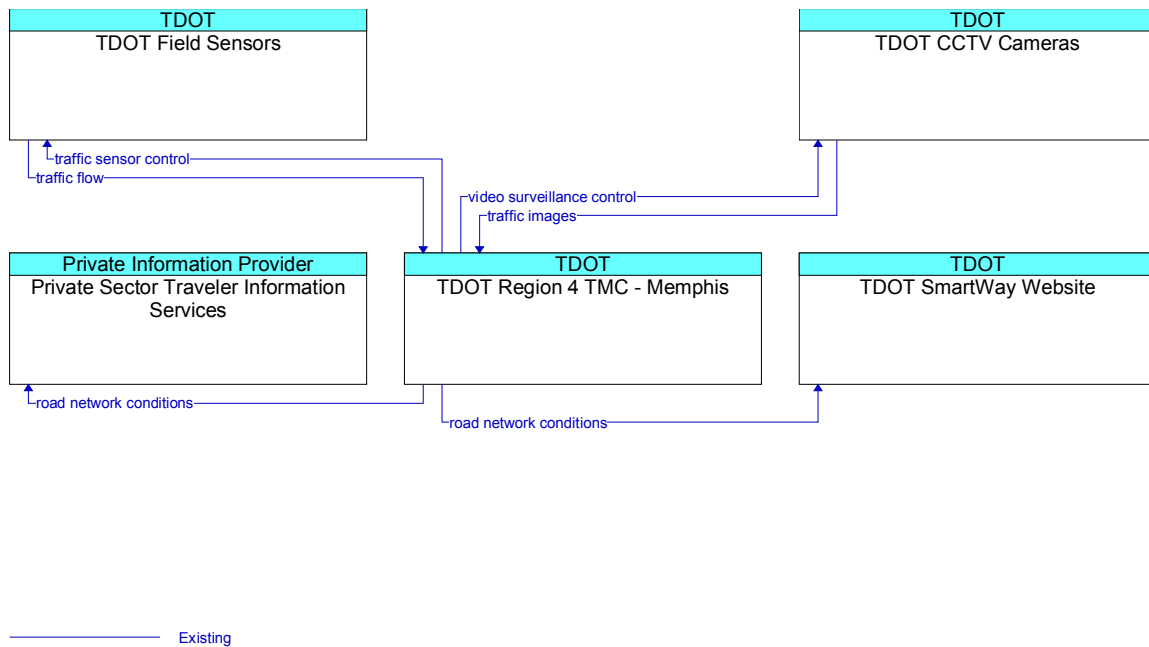 TDOT
TDOT Field Sensors
TDOT
TDOT CCTV Cameras
traffic sensor control
traffic flow
video surveillance control
traffic images
Private Information Provider
Private Sector Traveler Information
Services
TDOT
TDOT Region 4 TMC - Memphis
TDOT
TDOT SmartWay Website
road network conditions
road network conditions
Existing